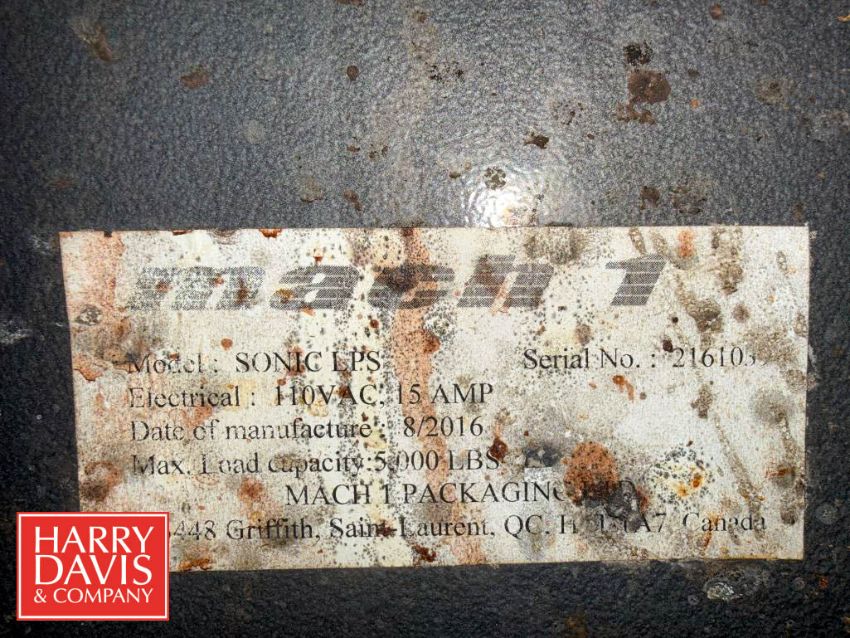 mach 1
Model : SONIC LPS Serial No. : 216103
Electrical : 110VAC, 15 AMP
Date of manufacture : 8/2016
Max. Load capacity:5,000 LBS
MACH 1 PACKAGING
Griffith, Saint-Laurent, QC, Canada
HARRY
DAVIS
& COMPANY